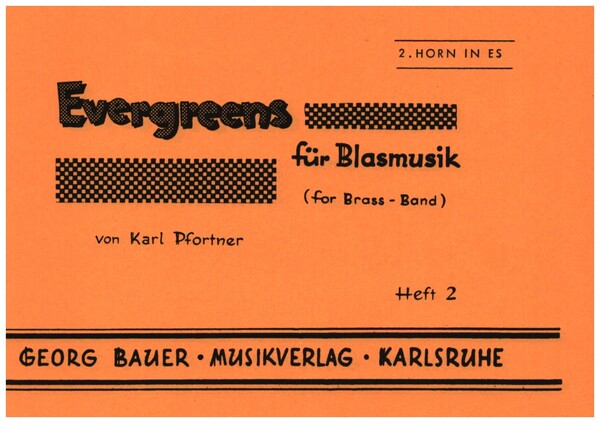 2. HORN IN ES
Evergreens
für Blasmusik
(for Brass - Band)
von Karl Pfortner
Heft 2
GEORG BAUER • MUSIKVERLAG • KARLSRUHE